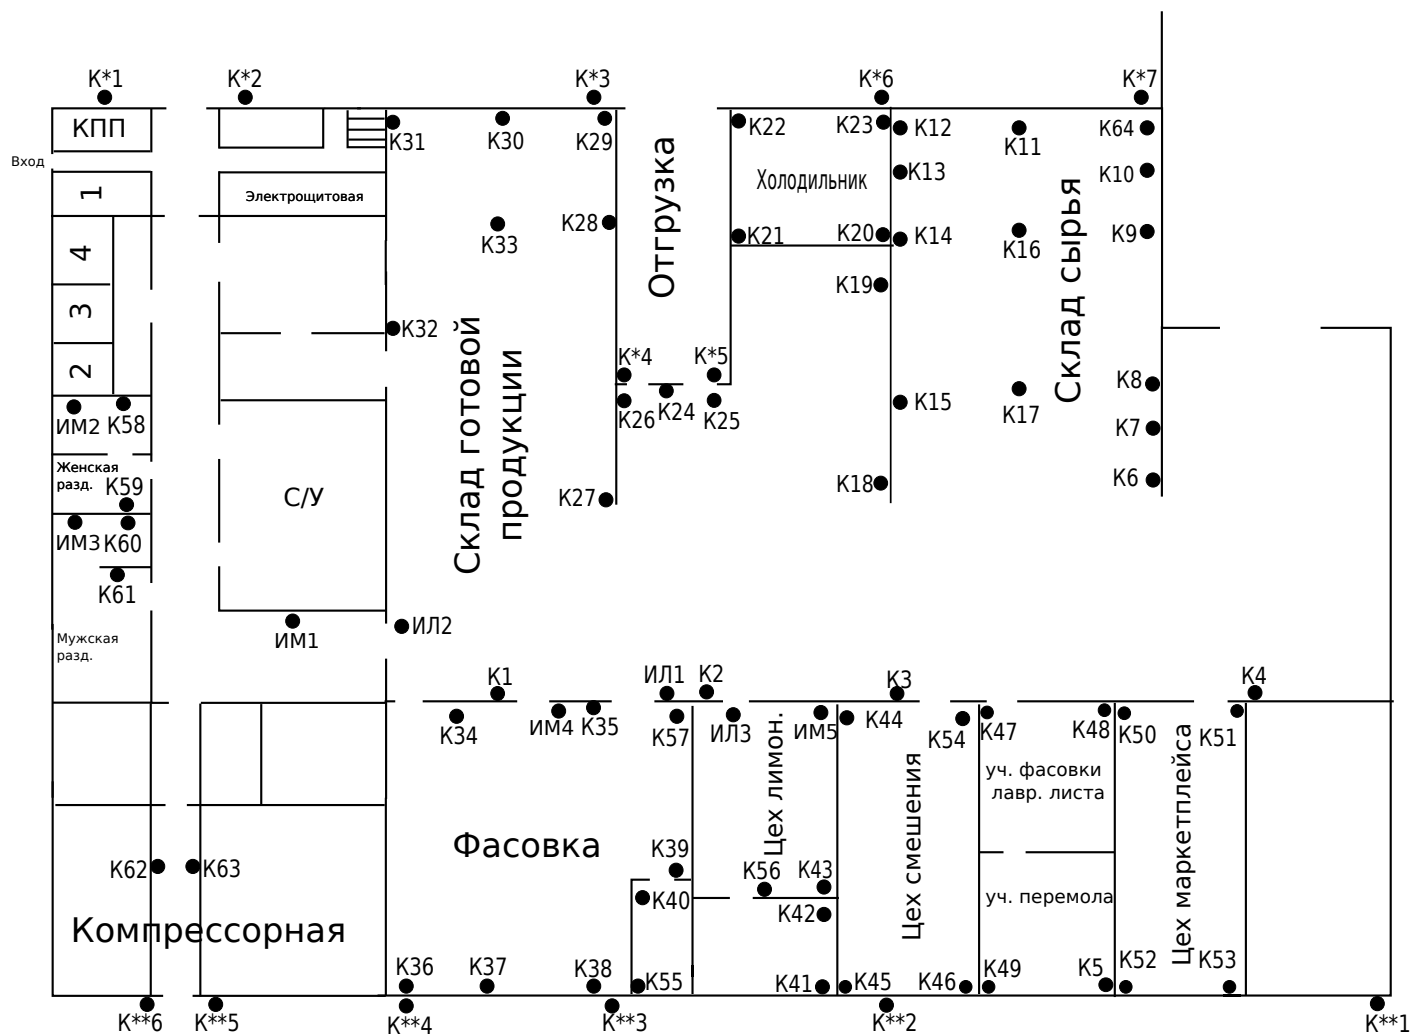 К*1
К*2
К*3
К*6
К*7
КПП
К31
К30
К29
К22
К23
К12
К11
К64
Вход
1
Электрощитовая
Отгрузка
Холодильник
К13
К10
4
К33
К28
К21
К20
К14
К16
К9
Склад сырья
3
К19
К32
Склад готовой
продукции
2
К*4
К*5
К24
К26
К25
К15
К17
К8
ИМ2
К58
К7
Женская
разд.
К59
С/У
К27
К18
К6
ИМ3
К60
К61
Мужская
разд.
ИМ1
ИЛ2
К1
ИЛ1
К2
К3
К4
К34
ИМ4
К35
К57
ИЛ3
ИМ5
К44
К54
К47
К48
К50
К51
Цех лимон.
Цех смешения
уч. фасовки
лавр. листа
Цех маркетплейса
Фасовка
К39
К62
К63
К56
К43
К40
К42
уч. перемола
Компрессорная
К36
К37
К38
К55
К41
К45
К46
К49
К5
К52
К53
К**6
К**5
К**4
К**3
К**2
К**1